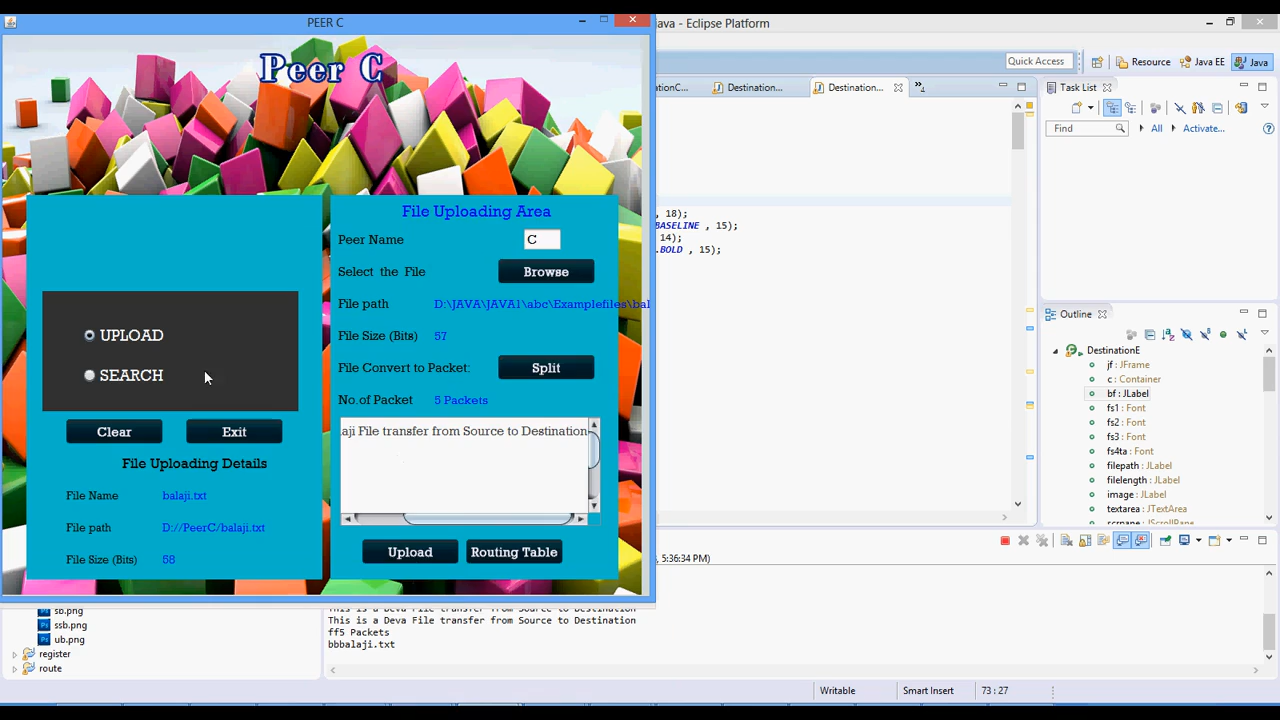 PEER C
Peer C
File Uploading Area
Peer Name
C
Select the File
Browse
File path
D:\JAVA\JAVA1\abc\Examplefiles\bal
File Size (Bits)
57
File Convert to Packet:
Split
No.of Packet
5 Packets
aji File transfer from Source to Destination
Upload
Routing Table
UPLOAD
SEARCH
Clear
Exit
File Uploading Details
File Name
balaji.txt
File path
D://PeerC/balaji.txt
File Size (Bits)
58
ava - Eclipse Platform
Quick Access
Resource
Java EE
Java
ationC...
Destination...
Destination...
Task List
Find
All
Activate...
, 18);
BASELINE , 15);
14);
.BOLD , 15);
Outline
DestinationE
jf : JFrame
c : Container
bf : JLabel
fs1 : Font
fs2 : Font
fs3 : Font
fs4ta : Font
filepath : JLabel
filelength : JLabel
image : JLabel
textarea : JTextArea
scrpane : JScrollPane
, 5:36:34 PM)
This is a Deva File transfer from Source to Destination
This is a Deva File transfer from Source to Destination
ff5 Packets
bbbalaji.txt
sb.png
ssb.png
ub.png
register
route
Writable
Smart Insert
73 : 27